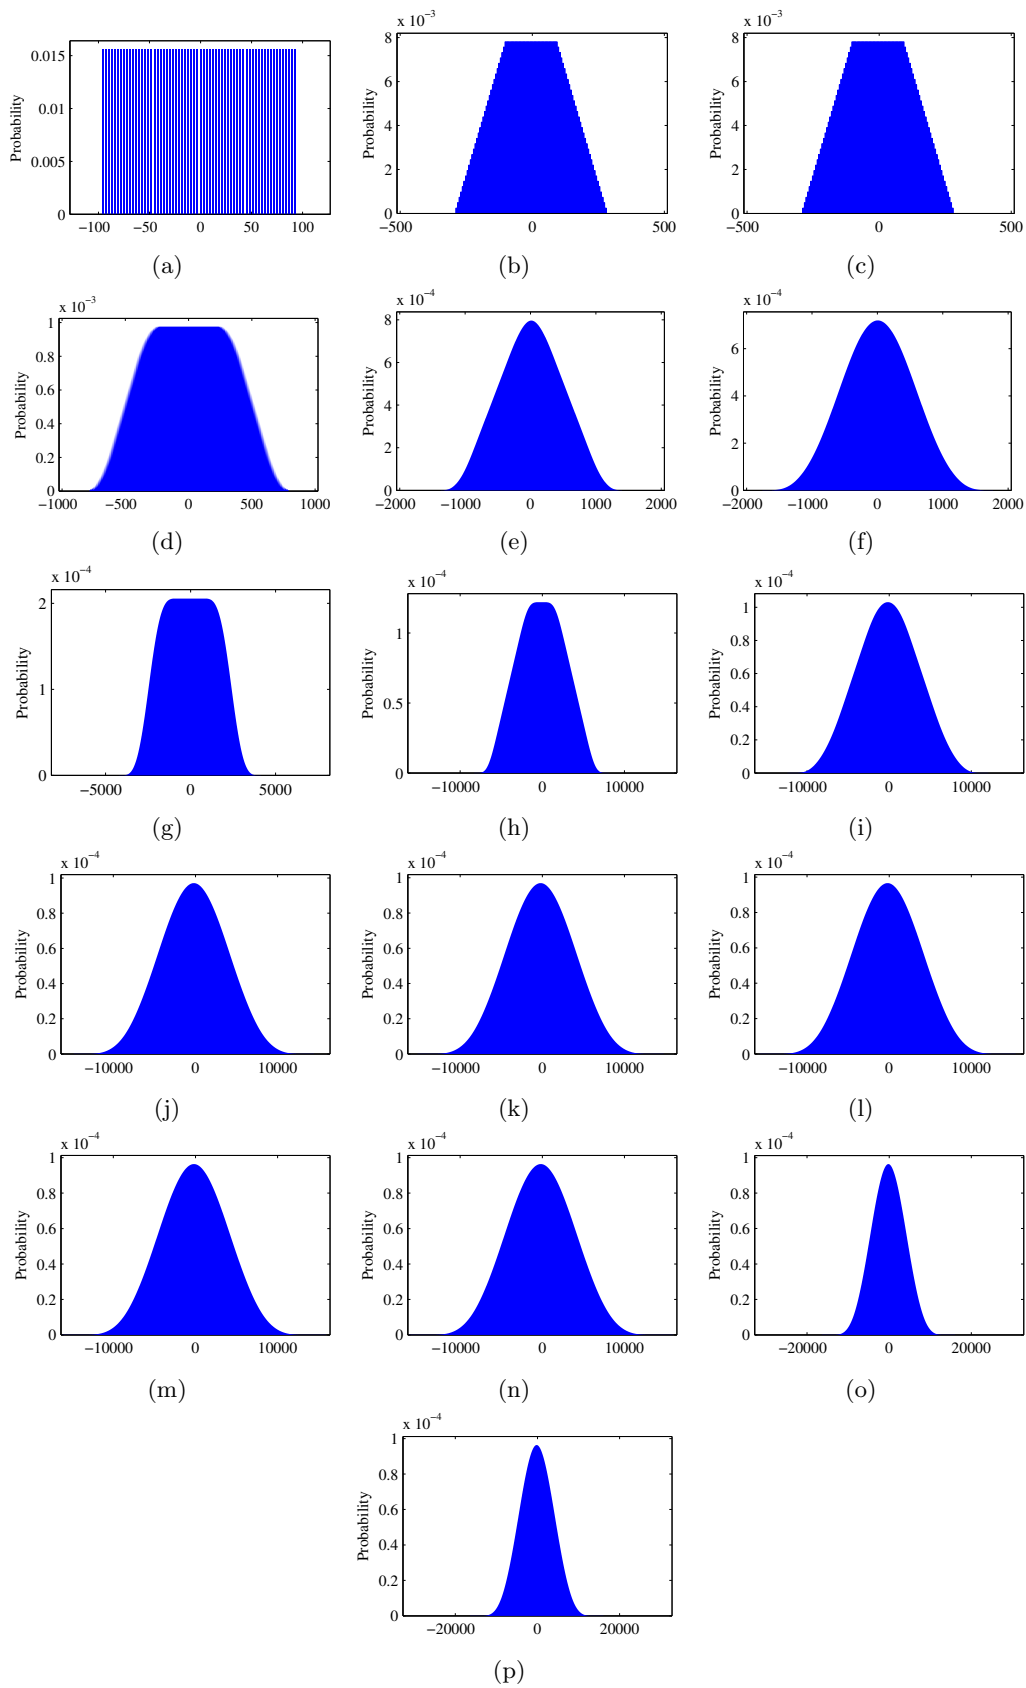 x 10⁻³ x 10⁻³
0.015 0.01 0.005 0 Probability −100 −50 0 50 100
8 6 4 2 0 Probability −500 0 500
8 6 4 2 0 Probability −500 0 500
(a) (b) (c)
x 10⁻³ x 10⁻⁴ x 10⁻⁴
1 0.8 0.6 0.4 0.2 0 Probability −1000 −500 0 500 1000
8 6 4 2 0 Probability −2000 −1000 0 1000 2000
6 4 2 0 Probability −2000 −1000 0 1000 2000
(d) (e) (f)
x 10⁻⁴ x 10⁻⁴ x 10⁻⁴
2 1 0 Probability −5000 0 5000
1 0.5 0 Probability −10000 0 10000
1 0.8 0.6 0.4 0.2 0 Probability −10000 0 10000
(g) (h) (i)
x 10⁻⁴ x 10⁻⁴ x 10⁻⁴
1 0.8 0.6 0.4 0.2 0 Probability −10000 0 10000
1 0.8 0.6 0.4 0.2 0 Probability −10000 0 10000
1 0.8 0.6 0.4 0.2 0 Probability −10000 0 10000
(j) (k) (l)
x 10⁻⁴ x 10⁻⁴ x 10⁻⁴
1 0.8 0.6 0.4 0.2 0 Probability −10000 0 10000
1 0.8 0.6 0.4 0.2 0 Probability −10000 0 10000
1 0.8 0.6 0.4 0.2 0 Probability −20000 0 20000
(m) (n) (o)
x 10⁻⁴
1 0.8 0.6 0.4 0.2 0 Probability −20000 0 20000
(p)